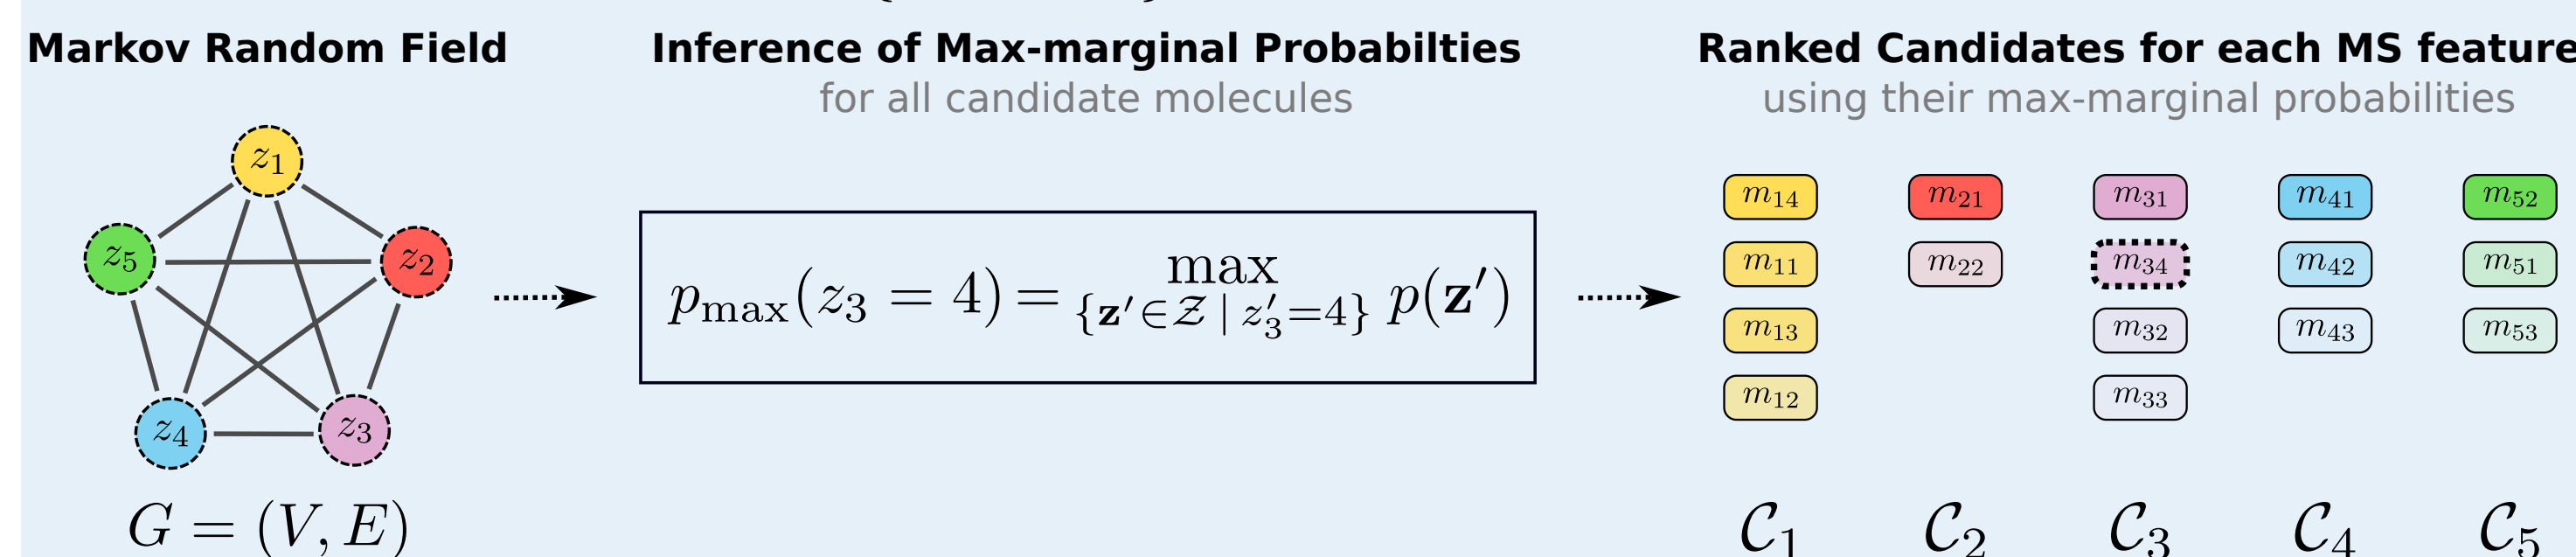 Markov Random Field
z1
z5
z2
z4
z3
G = (V, E)
Inference of Max-marginal Probabilties
for all candidate molecules
pmax(z3 = 4) = max p(z′)
{z′∈Z | z′3=4}
Ranked Candidates for each MS feature
using their max-marginal probabilities
m14 m21 m31 m41 m52
m11 m22 m34 m42 m51
m13 m32 m43 m53
m12 m33
C1 C2 C3 C4 C5